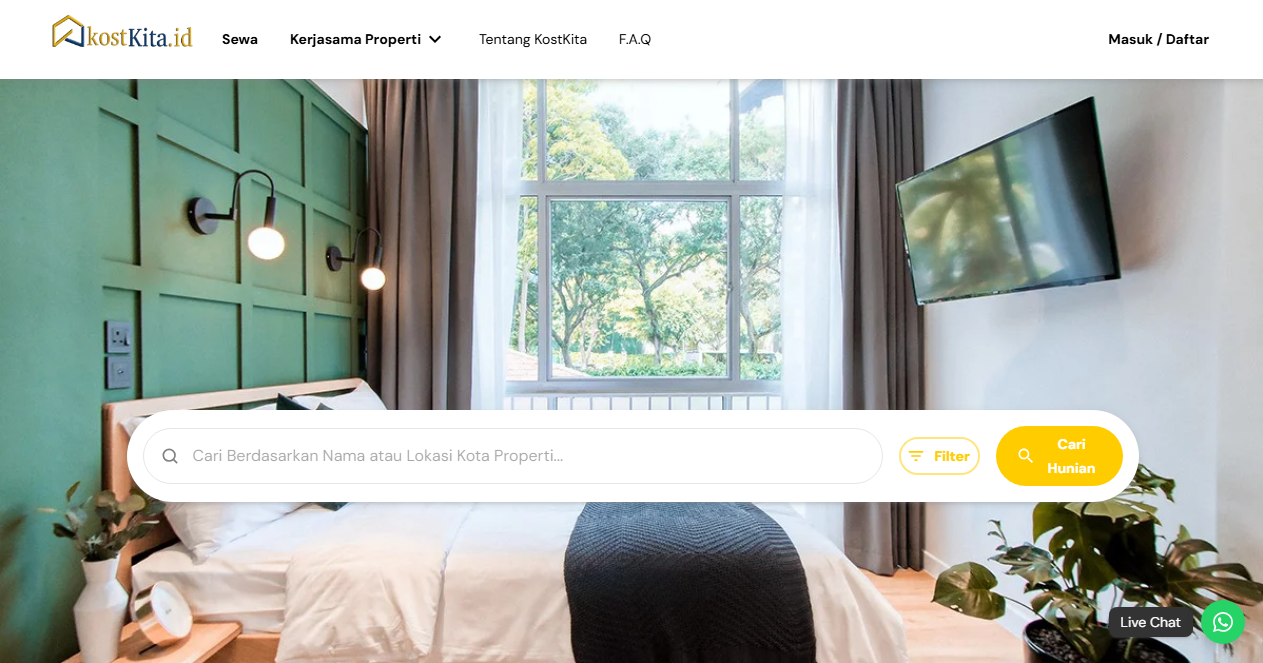 kostKita.id
Sewa
Kerjasama Properti
Tentang KostKita
F.A.Q
Masuk / Daftar
Cari Berdasarkan Nama atau Lokasi Kota Properti...
Filter
Cari
Hunian
Live Chat